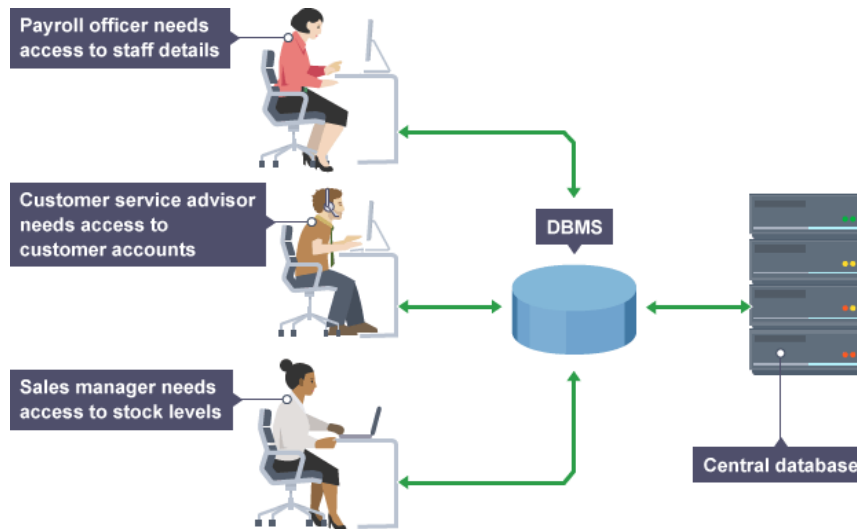 Payroll officer needs
access to staff details
Customer service advisor
needs access to
customer accounts
DBMS
Sales manager needs
access to stock levels
Central database